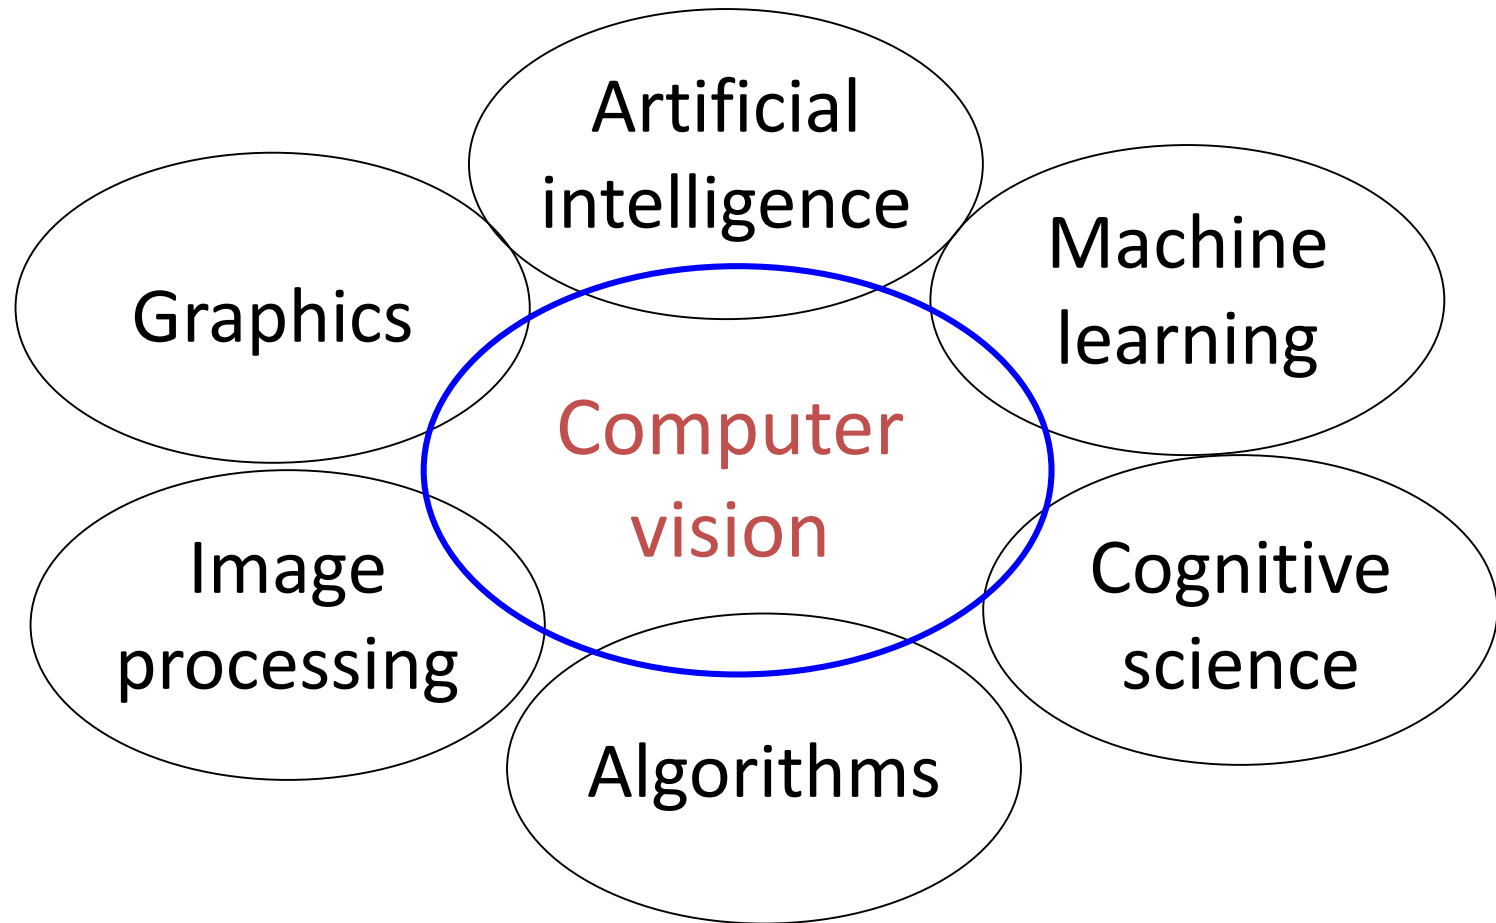 Artificial
intelligence
Machine
learning
Graphics
Computer
vision
Image
processing
Cognitive
science
Algorithms